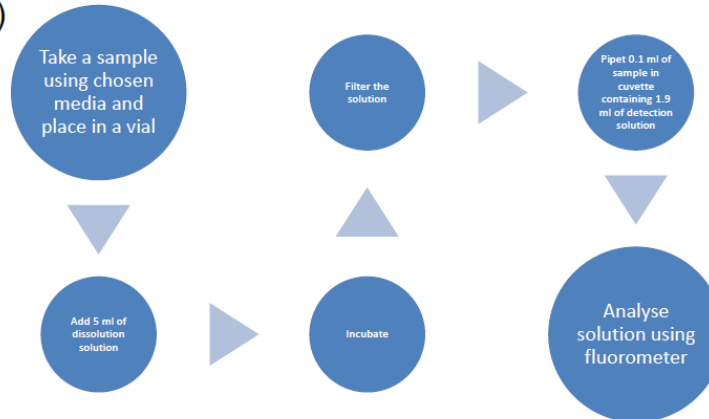 )
Take a sample
using chosen
media and
place in a vial
Add 5 ml of
dissolution
solution
Incubate
Filter the
solution
Pipet 0.1 ml of
sample in
cuvette
containing 1.9
ml of detection
solution
Analyse
solution using
fluorometer